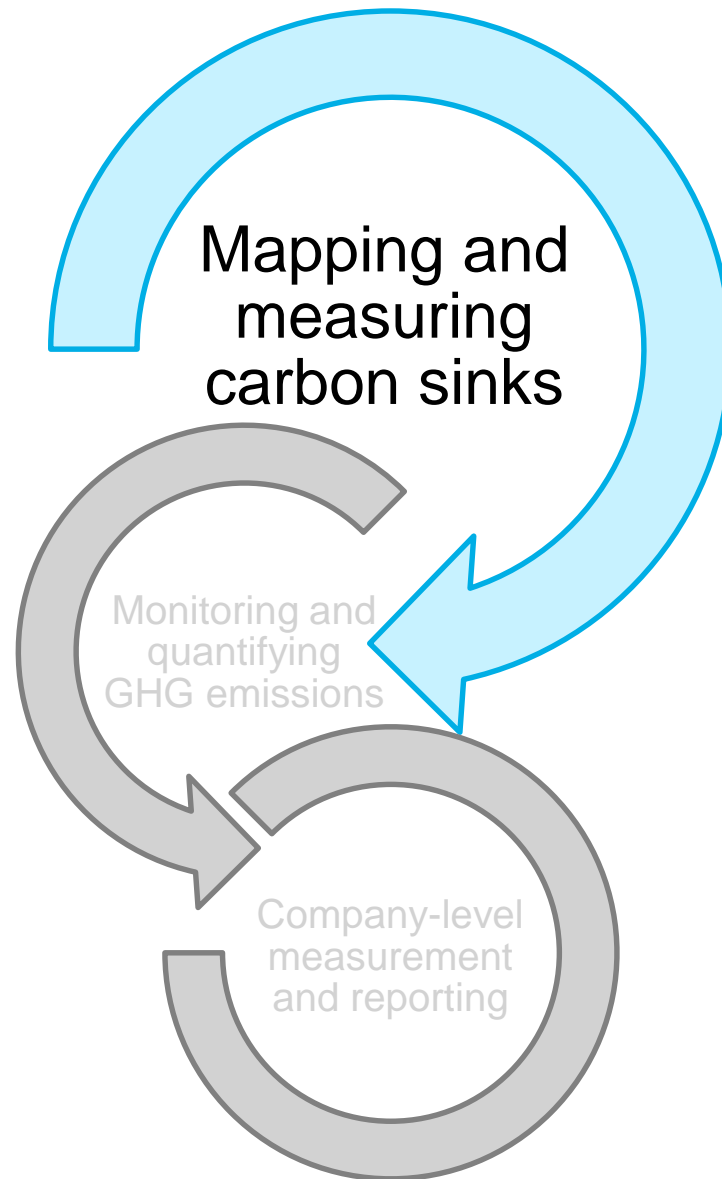 Mapping and
measuring
carbon sinks
Monitoring and
quantifying
GHG emissions
Company-level
measurement
and reporting